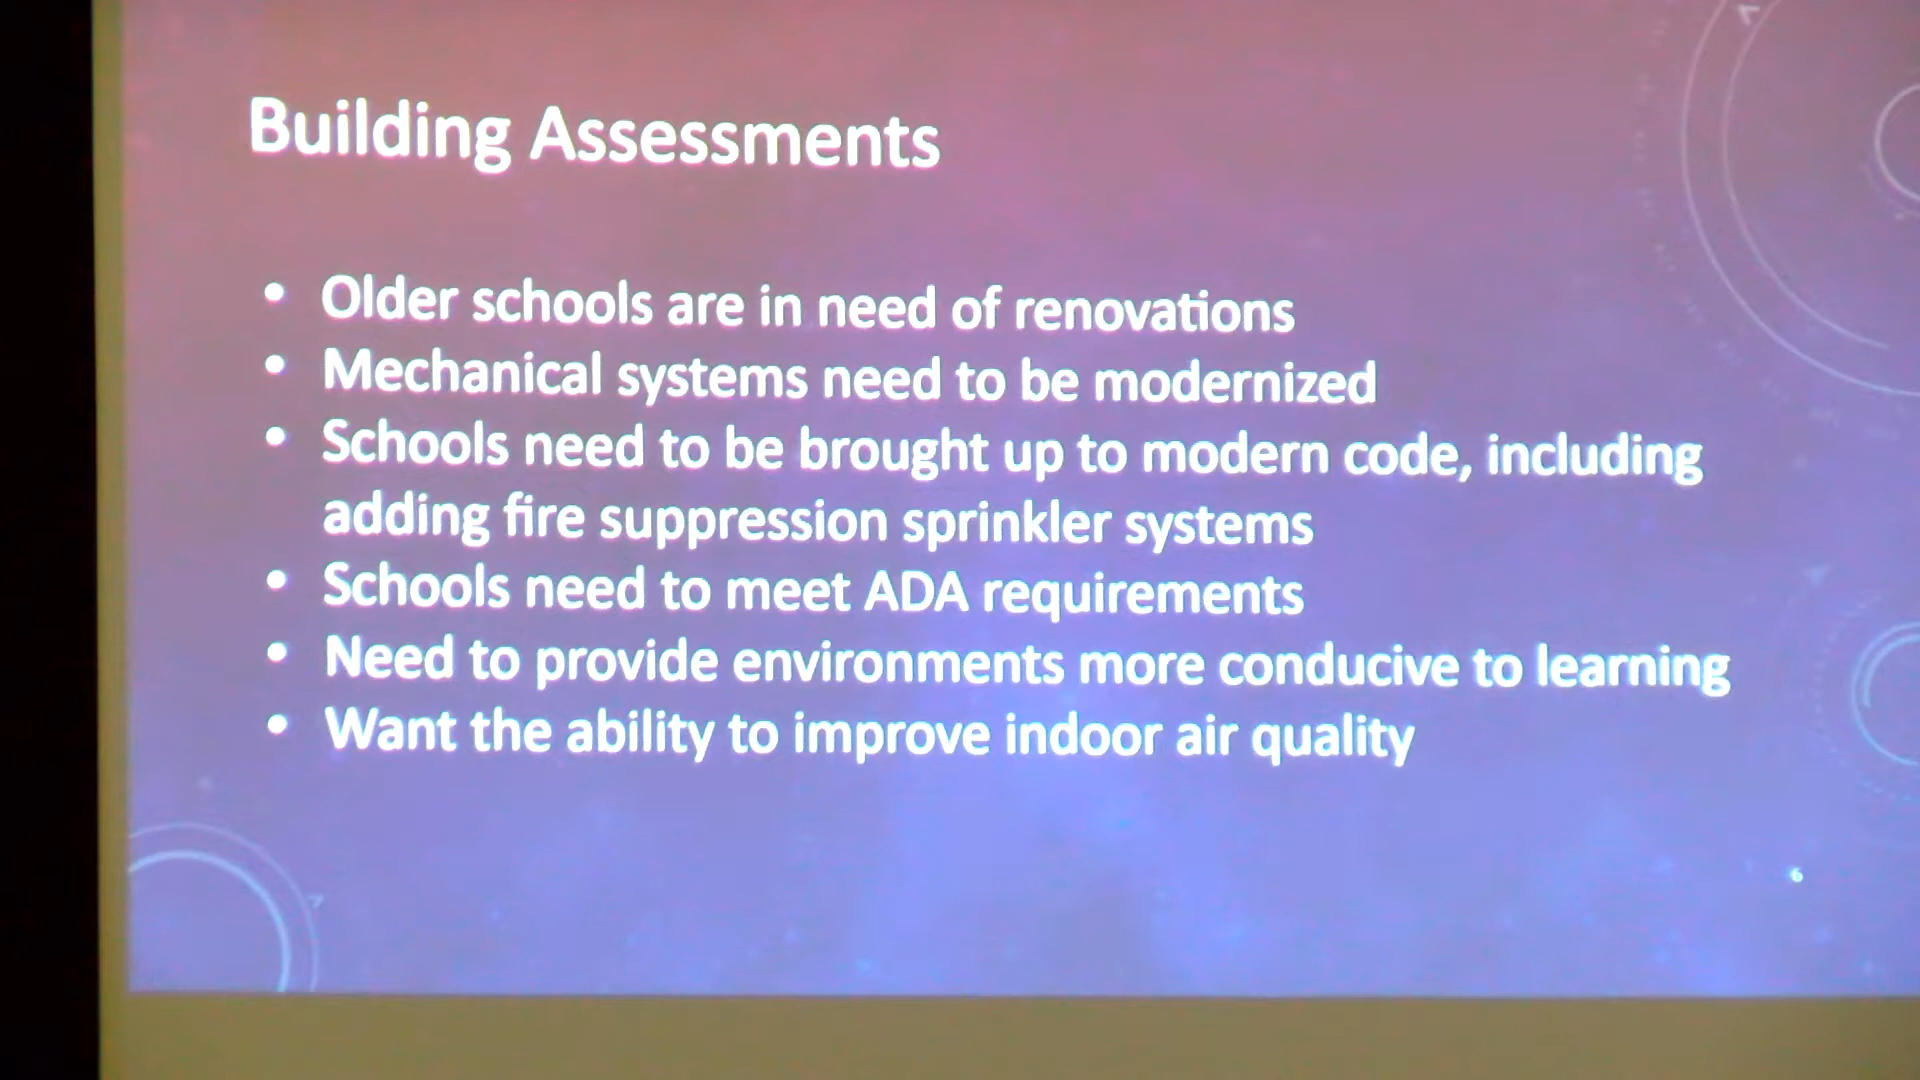 Building Assessments
• Older schools are in need of renovations
• Mechanical systems need to be modernized
• Schools need to be brought up to modern code, including
adding fire suppression sprinkler systems
• Schools need to meet ADA requirements
• Need to provide environments more conducive to learning
• Want the ability to improve indoor air quality
6